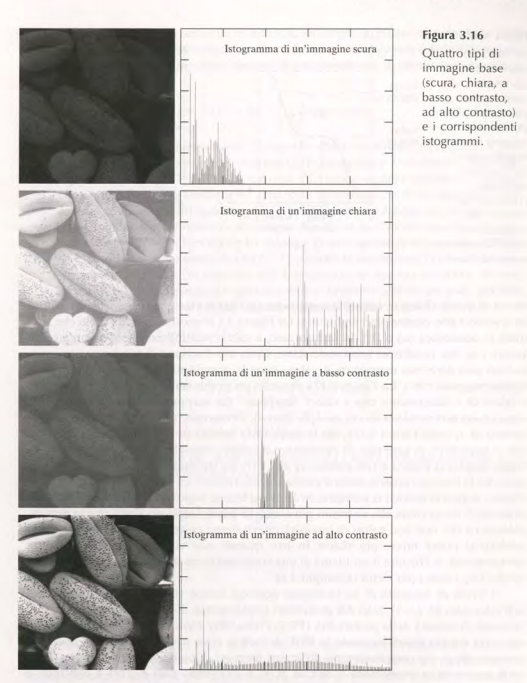 Istogramma di un'immagine scura
Figura 3.16
Quattro tipi di
immagine base
(scura, chiara, a
basso contrasto,
ad alto contrasto)
e i corrispondenti
istogrammi.
Istogramma di un'immagine chiara
Istogramma di un'immagine a basso contrasto
Istogramma di un'immagine ad alto contrasto